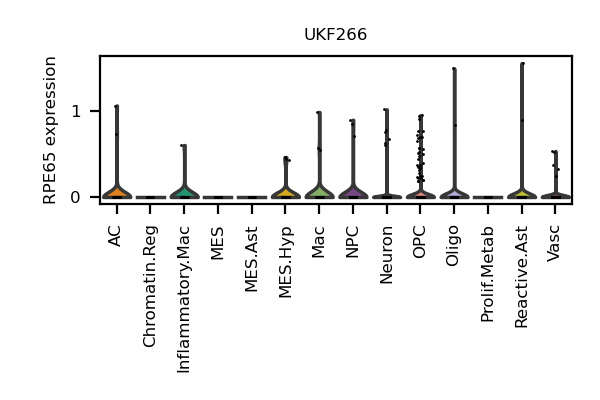 UKF266
RPE65 expression
1
0
AC
Chromatin.Reg
Inflammatory.Mac
MES
MES.Ast
MES.Hyp
Mac
NPC
Neuron
OPC
Oligo
Prolif.Metab
Reactive.Ast
Vasc